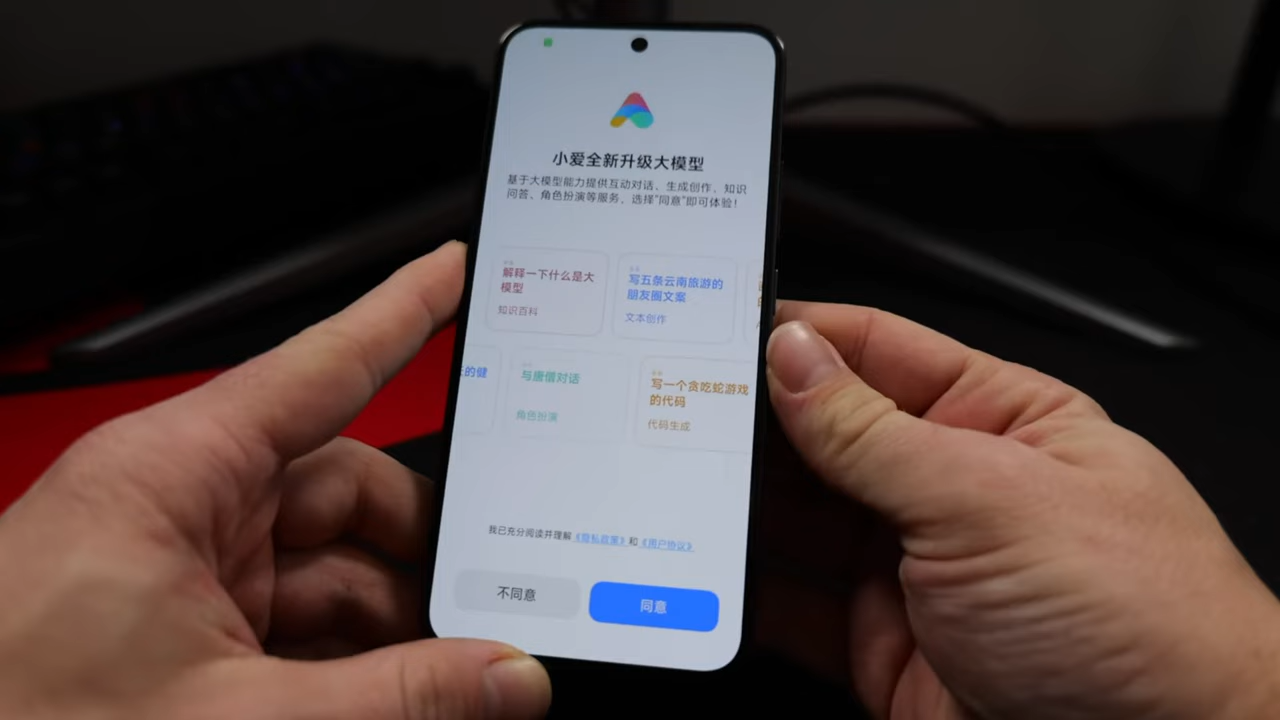 小爱全新升级大模型
基于大模型能力提供互动对话、生成创作、知识
问答、角色扮演等服务、选择"同意"即可体验！
解释一下什么是大
模型
知识百科
写五条云南旅游的
朋友圈文案
文本创作
的健
与唐僧对话
角色扮演
写一个贪吃蛇游戏
的代码
代码生成
我已充分阅读并理解《隐私政策》和《用户协议》
不同意
同意